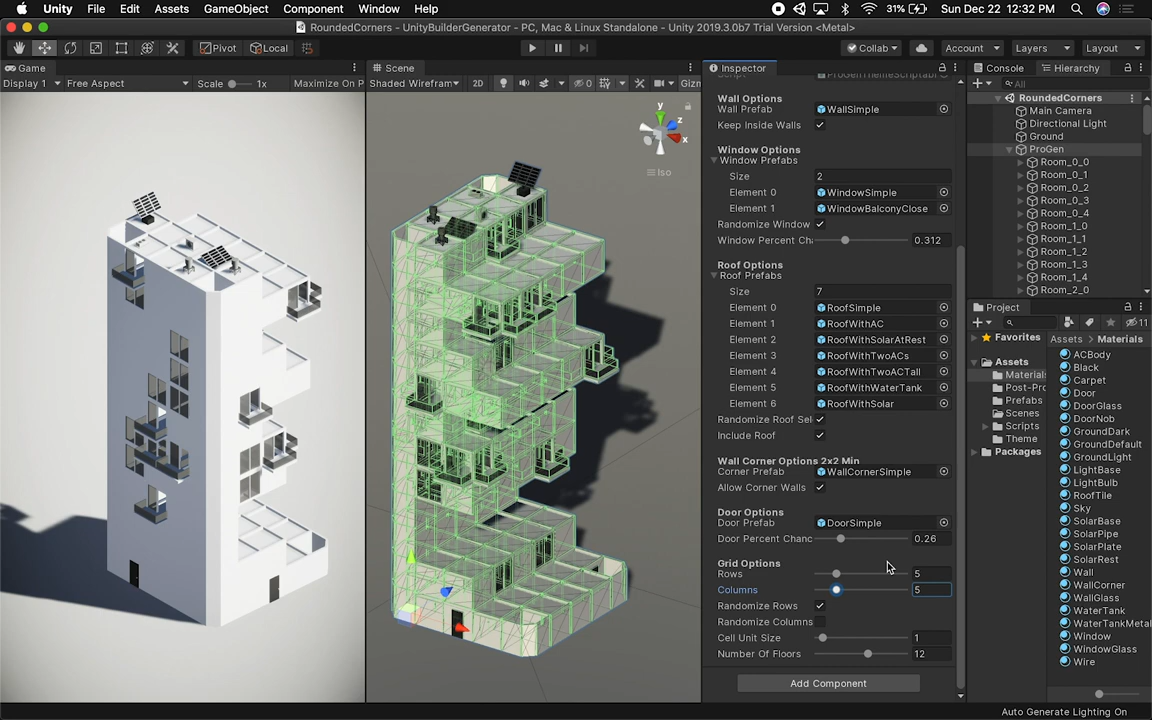 Unity File Edit Assets GameObject Component Window Help 31% Sun Dec 22 12:32 PM
RoundedCorners - UnityBuilderGenerator - PC, Mac & Linux Standalone - Unity 2019.3.0b7 Trial Version <Metal>
Pivot Local Collab Account Layers Layout
Game
Display 1 Free Aspect Scale 1x Maximize On P
Scene
Shaded Wirefram 2D 0 Gizm
y
z
x
Iso
Inspector
Wall Options
Wall Prefab WallSimple
Keep Inside Walls
Window Options
Window Prefabs
Size 2
Element 0 WindowSimple
Element 1 WindowBalconyClose
Randomize Window
Window Percent Cha 0.312
Roof Options
Roof Prefabs
Size 7
Element 0 RoofSimple
Element 1 RoofWithAC
Element 2 RoofWithSolarAtRest
Element 3 RoofWithTwoACs
Element 4 RoofWithTwoACTall
Element 5 RoofWithWaterTank
Element 6 RoofWithSolar
Randomize Roof Sel
Include Roof
Wall Corner Options 2x2 Min
Corner Prefab WallCornerSimple
Allow Corner Walls
Door Options
Door Prefab DoorSimple
Door Percent Chanc 0.26
Grid Options
Rows 5
Columns 5
Randomize Rows
Randomize Columns
Cell Unit Size 1
Number Of Floors 12
Add Component
Console Hierarchy
All
RoundedCorners
Main Camera
Directional Light
Ground
ProGen
Room_0_0
Room_0_1
Room_0_2
Room_0_3
Room_0_4
Room_1_0
Room_1_1
Room_1_2
Room_1_3
Room_1_4
Room_2_0
Project
11
Favorites
Assets
Materials
Post-Pro
Prefabs
Scenes
Scripts
Theme
Packages
Assets > Materials
ACBody
Black
Carpet
Door
DoorGlass
DoorNob
GroundDark
GroundDefault
GroundLight
LightBase
LightBulb
RoofTile
Sky
SolarBase
SolarPipe
SolarPlate
SolarRest
Wall
WallCorner
WallGlass
WaterTank
WaterTankMetal
Window
WindowGlass
Wire
Auto Generate Lighting On